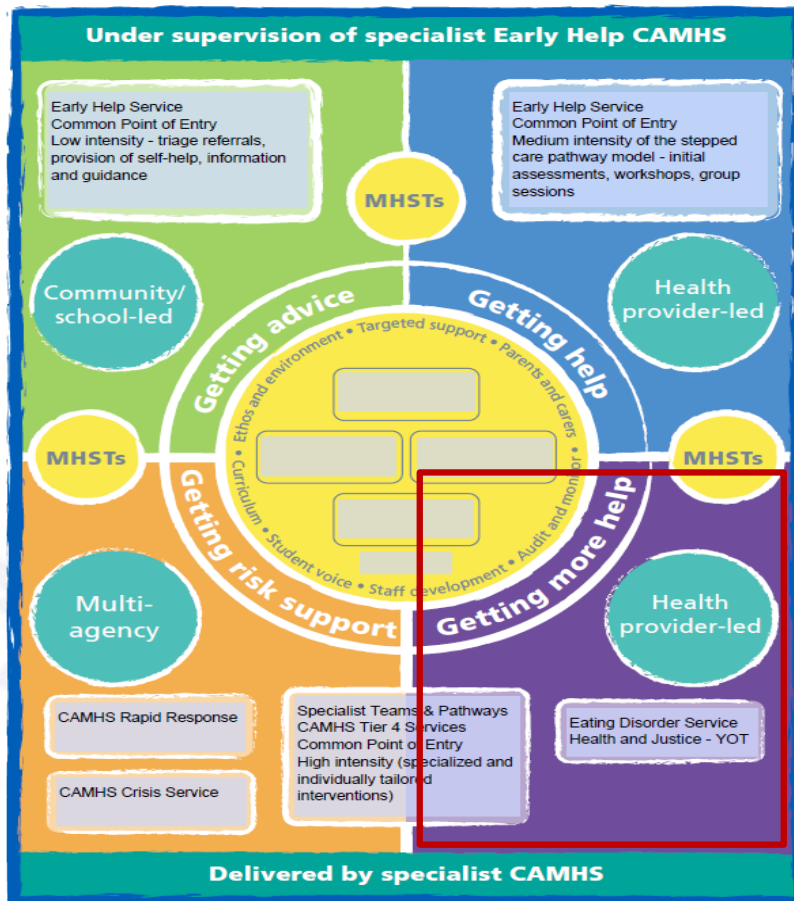 Under supervision of specialist Early Help CAMHS
Early Help Service
Common Point of Entry
Low intensity - triage referrals,
provision of self-help, information
and guidance
Early Help Service
Common Point of Entry
Medium intensity of the stepped
care pathway model - initial
assessments, workshops, group
sessions
MHSTs
Community/
school-led
Health
provider-led
Getting advice
Getting help
Ethos and environment • Targeted support • Parents and carers • Audit and monitor • Staff development • Student voice • Curriculum •
MHSTs
MHSTs
Getting risk support
Getting more help
Multi-
agency
Health
provider-led
CAMHS Rapid Response
CAMHS Crisis Service
Specialist Teams & Pathways
CAMHS Tier 4 Services
Common Point of Entry
High intensity (specialized and
individually tailored
interventions)
Eating Disorder Service
Health and Justice - YOT
Delivered by specialist CAMHS